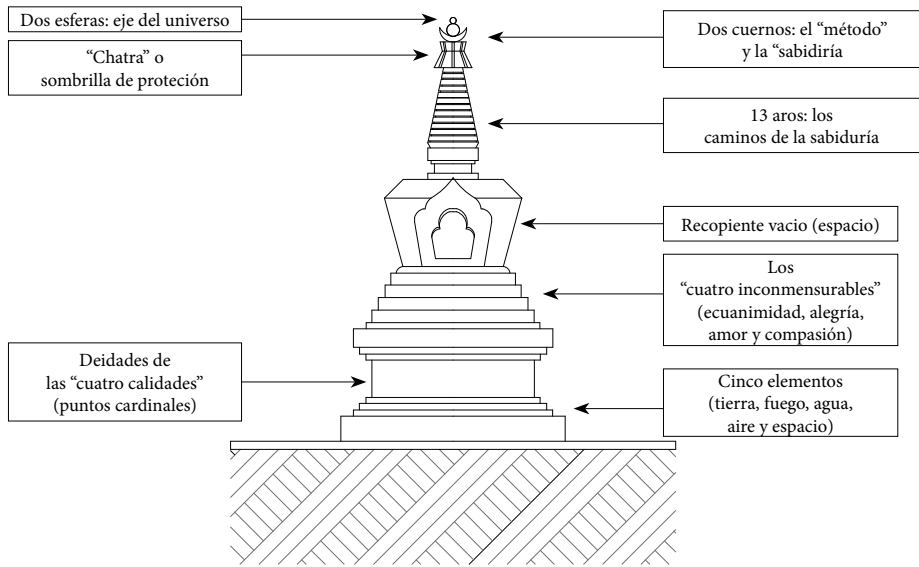 Dos esferas: eje del universo
“Chatra” o
sombrilla de proteción
Deidades de
las “cuatro calidades”
(puntos cardinales)
Dos cuernos: el “método”
y la “sabidiría
13 aros: los
caminos de la sabiduría
Recopiente vacio (espacio)
Los
“cuatro inconmensurables”
(ecuanimidad, alegría,
amor y compasión)
Cinco elementos
(tierra, fuego, agua,
aire y espacio)